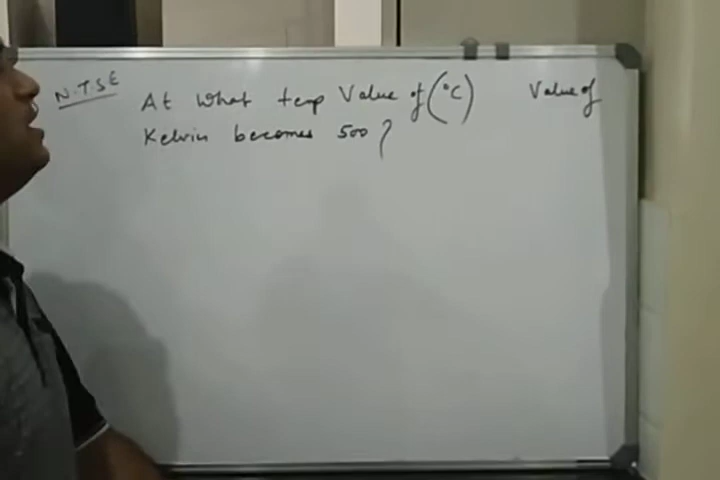 N.T.S.E
At what temp Value of (°C) Value of
Kelvin becomes 500 ?